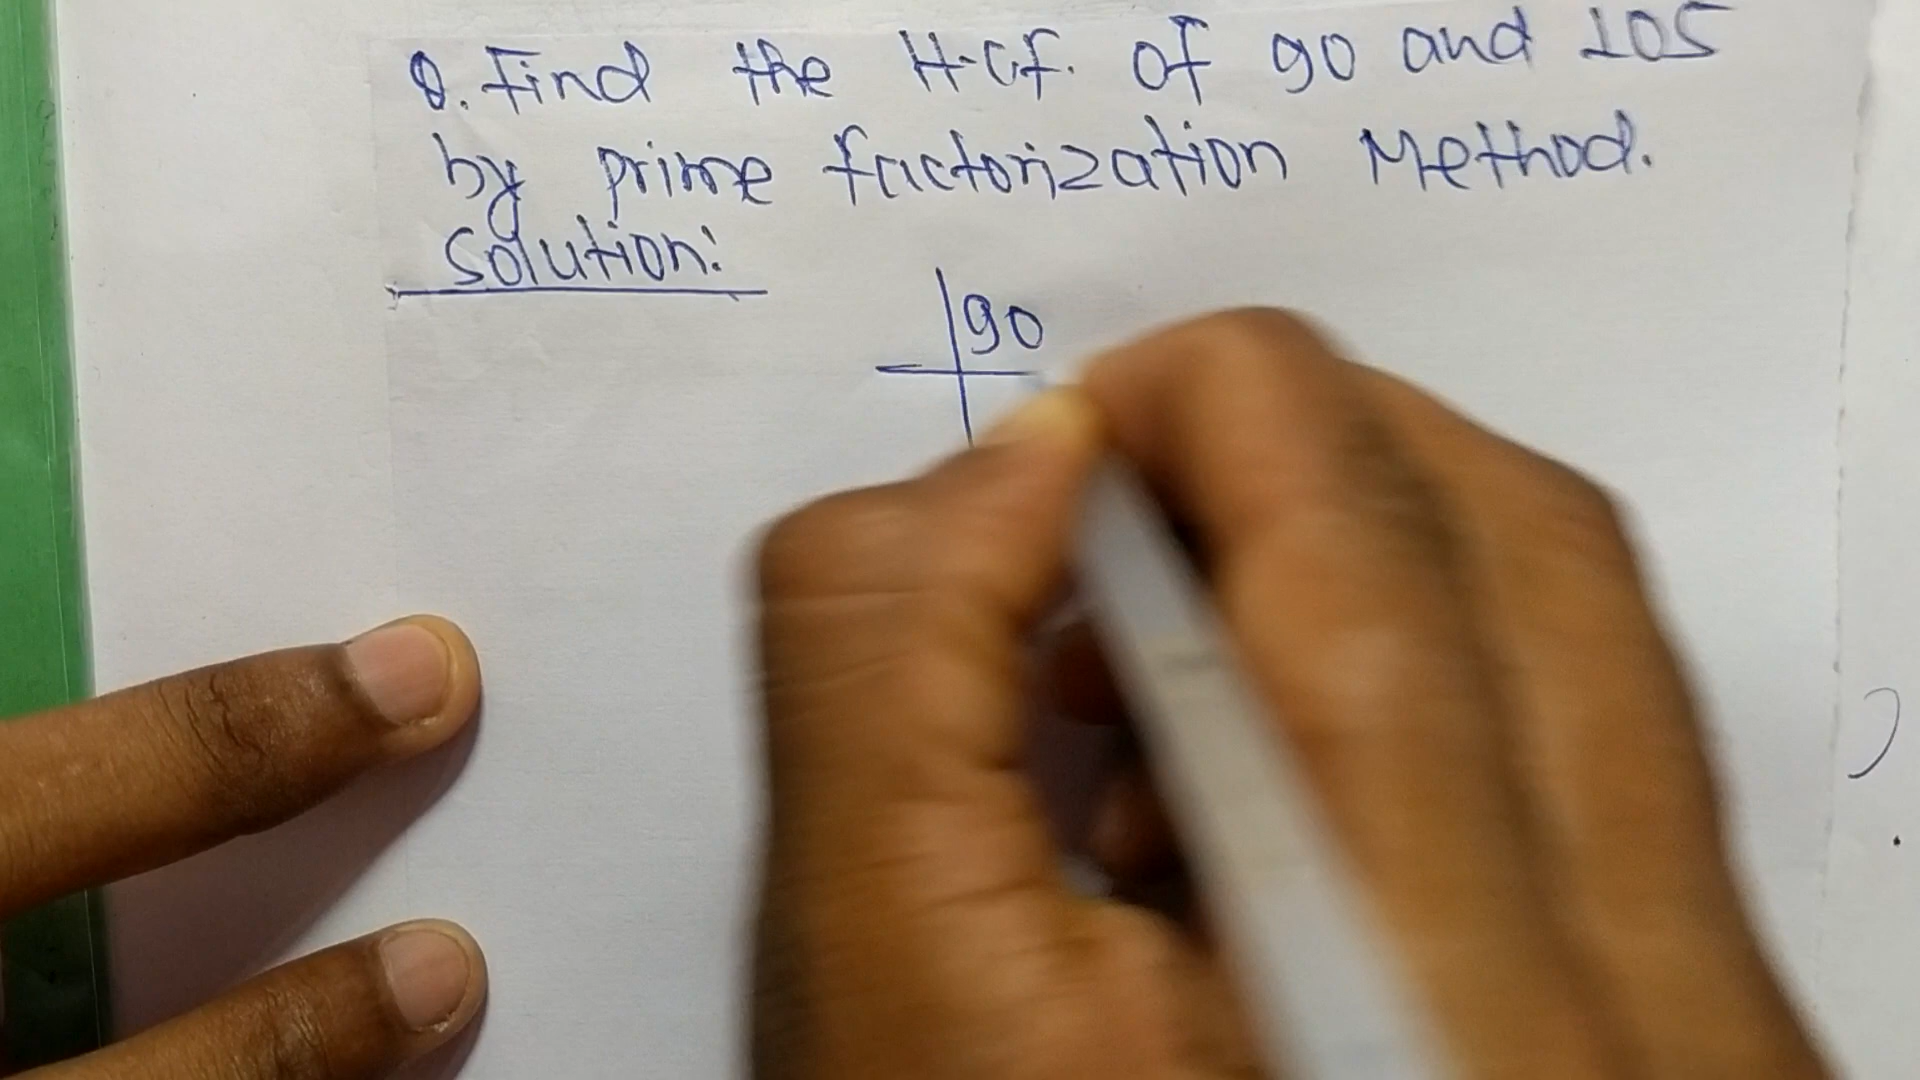 Q. Find the H.C.F. of 90 and 105
by prime factorization Method.
Solution:
90